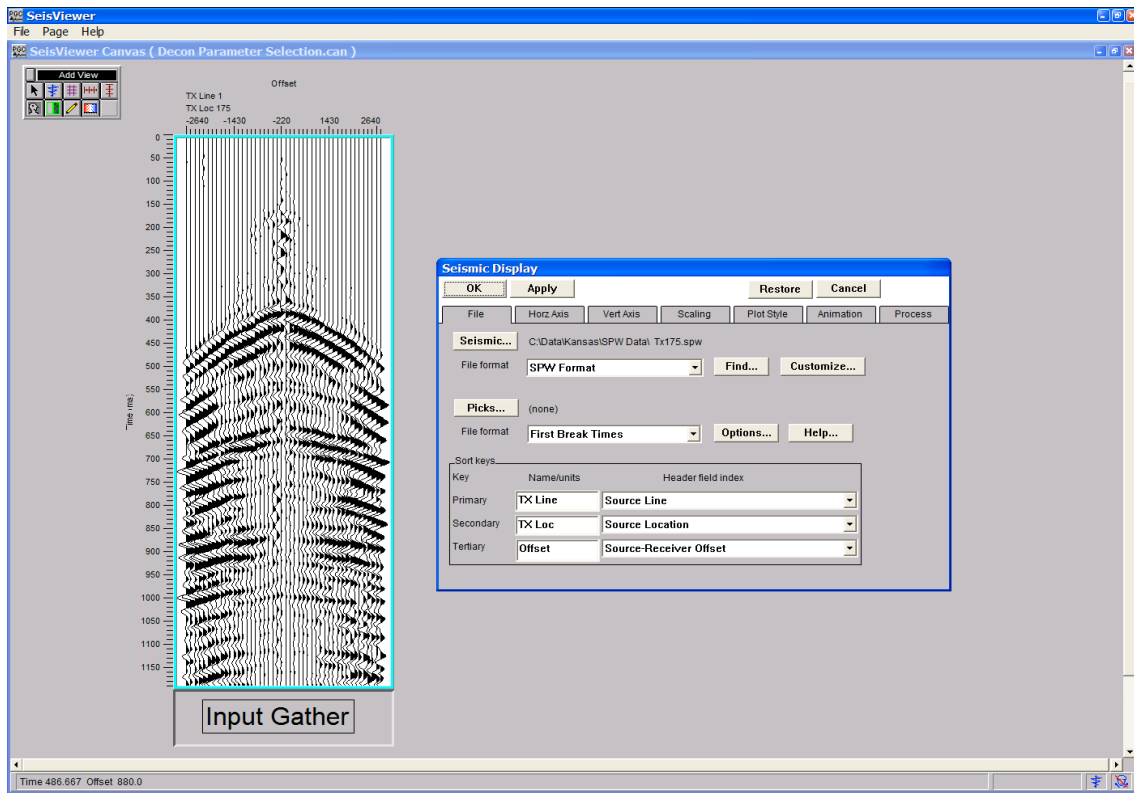 PGC SeisViewer
File Page Help
PGC SeisViewer Canvas ( Decon Parameter Selection.can )
Add View
Offset
TX Line 1
TX Loc 175
-2640 -1430 -220 1430 2640
0
50
100
150
200
250
300
350
400
450
500
550
600
650
700
750
800
850
900
950
1000
1050
1100
1150
Time (ms)
Input Gather
Seismic Display
OK Apply Restore Cancel
File Horz Axis Vert Axis Scaling Plot Style Animation Process
Seismic... C:\Data\Kansas\SPW Data\ Tx175.spw
File format SPW Format Find... Customize...
Picks... (none)
File format First Break Times Options... Help...
Sort keys
Key Name/units Header field index
Primary TX Line Source Line
Secondary TX Loc Source Location
Tertiary Offset Source-Receiver Offset
Time 486.667 Offset 880.0